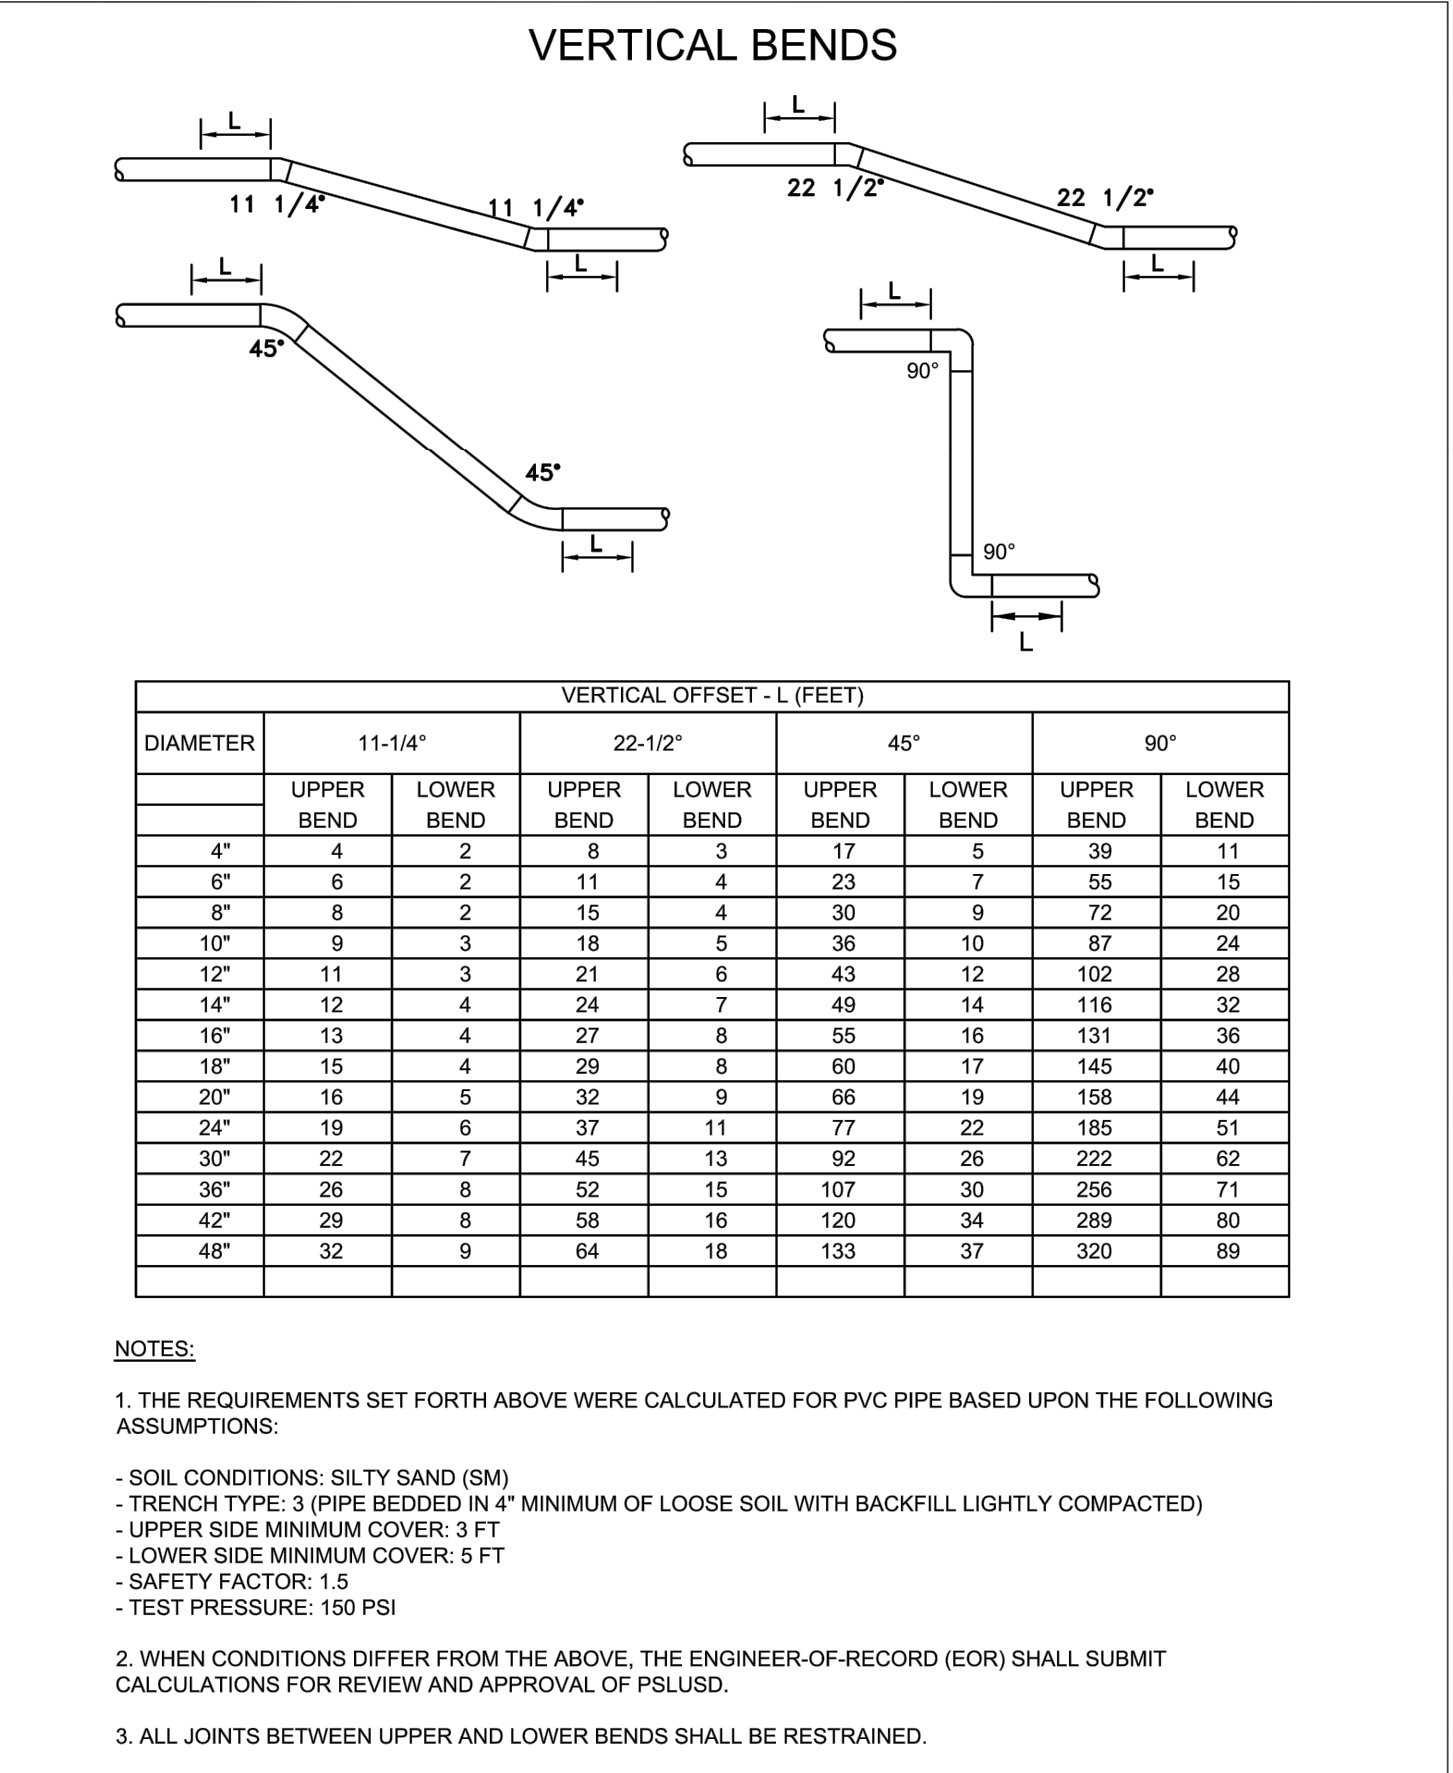 VERTICAL BENDS
L
L
11 1/4°
11 1/4°
L
22 1/2°
22 1/2°
L
L
45°
45°
L
L
90°
90°
L
VERTICAL OFFSET - L (FEET)
DIAMETER 11-1/4° 22-1/2° 45° 90°
UPPER LOWER UPPER LOWER UPPER LOWER UPPER LOWER
BEND BEND BEND BEND BEND BEND BEND BEND
4" 4 2 8 3 17 5 39 11
6" 6 2 11 4 23 7 55 15
8" 8 2 15 4 30 9 72 20
10" 9 3 18 5 36 10 87 24
12" 11 3 21 6 43 12 102 28
14" 12 4 24 7 49 14 116 32
16" 13 4 27 8 55 16 131 36
18" 15 4 29 8 60 17 145 40
20" 16 5 32 9 66 19 158 44
24" 19 6 37 11 77 22 185 51
30" 22 7 45 13 92 26 222 62
36" 26 8 52 15 107 30 256 71
42" 29 8 58 16 120 34 289 80
48" 32 9 64 18 133 37 320 89
NOTES:
1. THE REQUIREMENTS SET FORTH ABOVE WERE CALCULATED FOR PVC PIPE BASED UPON THE FOLLOWING
ASSUMPTIONS:
- SOIL CONDITIONS: SILTY SAND (SM)
- TRENCH TYPE: 3 (PIPE BEDDED IN 4" MINIMUM OF LOOSE SOIL WITH BACKFILL LIGHTLY COMPACTED)
- UPPER SIDE MINIMUM COVER: 3 FT
- LOWER SIDE MINIMUM COVER: 5 FT
- SAFETY FACTOR: 1.5
- TEST PRESSURE: 150 PSI
2. WHEN CONDITIONS DIFFER FROM THE ABOVE, THE ENGINEER-OF-RECORD (EOR) SHALL SUBMIT
CALCULATIONS FOR REVIEW AND APPROVAL OF PSLUSD.
3. ALL JOINTS BETWEEN UPPER AND LOWER BENDS SHALL BE RESTRAINED.